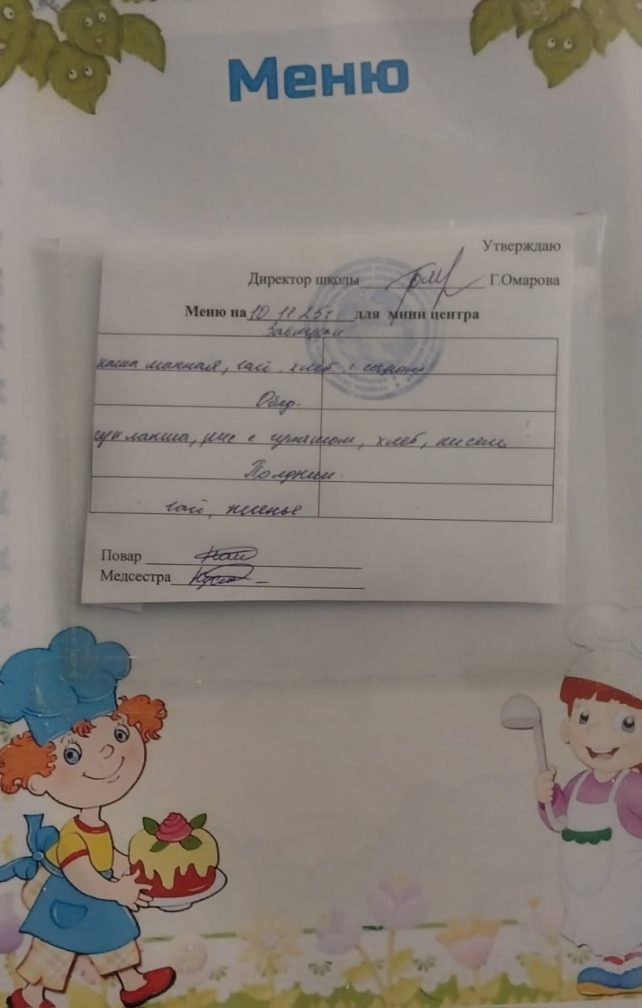 Меню
Утверждаю
Директор школы Г.Омарова
Меню на 10.11.25г для мини центра
Завтрак
каша манная, чай, хлеб с сыром
Обед.
суп лапша, рис с гуляшом, хлеб, кисель
Полдник.
чай, печенье
Повар
Медсестра